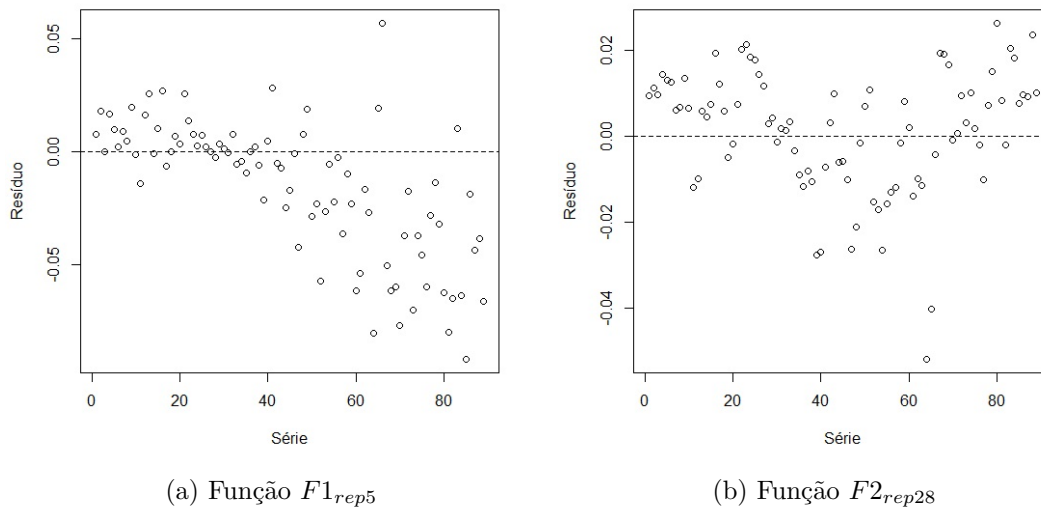 0.05
0.00
-0.05
Resíduo
0 20 40 60 80
Série
(a) Função F1rep5
0.02
0.00
-0.02
-0.04
Resíduo
0 20 40 60 80
Série
(b) Função F2rep28